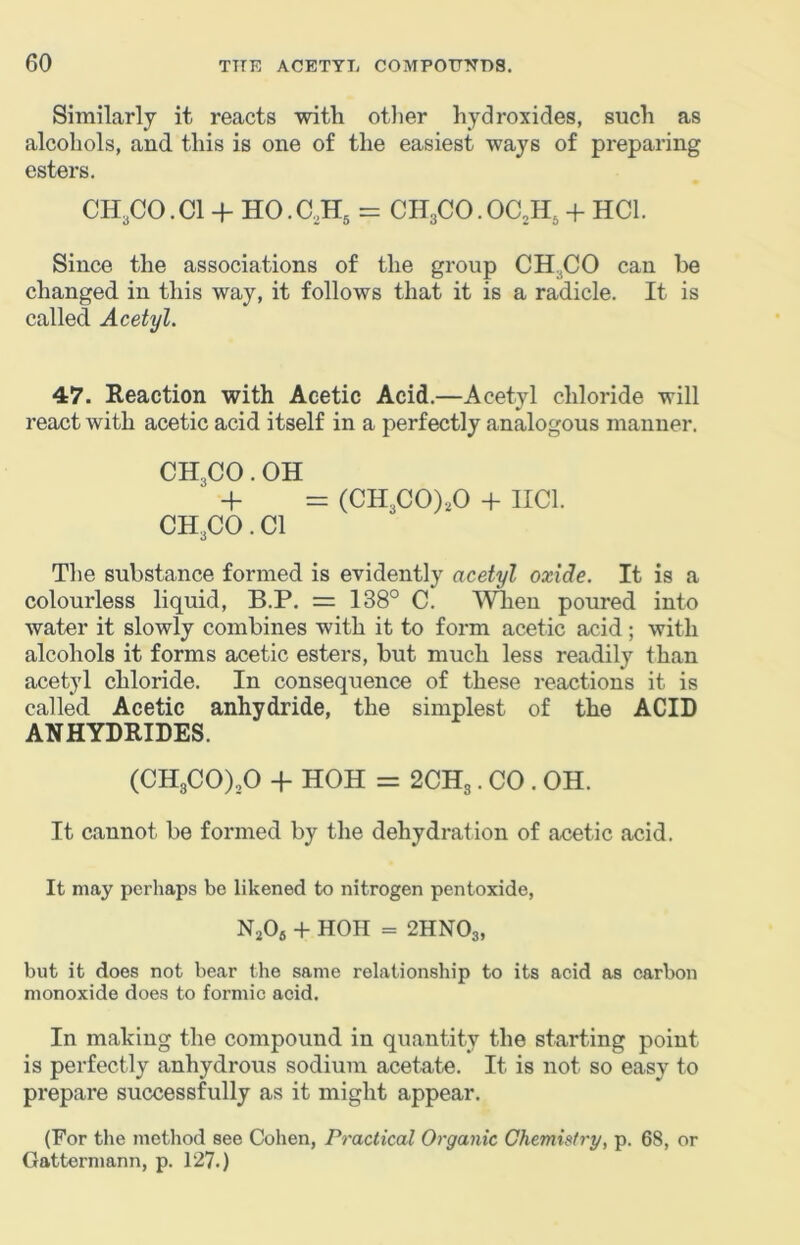 60 THE ACETYL COMPOUNDS.
Similarly it reacts with other hydroxides, such as
alcohols, and this is one of the easiest ways of preparing
esters.
CH₃CO.Cl + HO.C₂H₅ = CH₃CO.OC₂H₅ + HCl.
Since the associations of the group CH₃CO can be
changed in this way, it follows that it is a radicle. It is
called Acetyl.
47. Reaction with Acetic Acid.—Acetyl chloride will
react with acetic acid itself in a perfectly analogous manner.
CH₃CO.OH
+ = (CH₃CO)₂O + HCl.
CH₃CO.Cl
The substance formed is evidently acetyl oxide. It is a
colourless liquid, B.P. = 138° C. When poured into
water it slowly combines with it to form acetic acid; with
alcohols it forms acetic esters, but much less readily than
acetyl chloride. In consequence of these reactions it is
called Acetic anhydride, the simplest of the ACID
ANHYDRIDES.
(CH₃CO)₂O + HOH = 2CH₃.CO.OH.
It cannot be formed by the dehydration of acetic acid.
It may perhaps be likened to nitrogen pentoxide,
N₂O₅ + HOH = 2HNO₃,
but it does not bear the same relationship to its acid as carbon
monoxide does to formic acid.
In making the compound in quantity the starting point
is perfectly anhydrous sodium acetate. It is not so easy to
prepare successfully as it might appear.
(For the method see Cohen, Practical Organic Chemistry, p. 68, or
Gattermann, p. 127.)